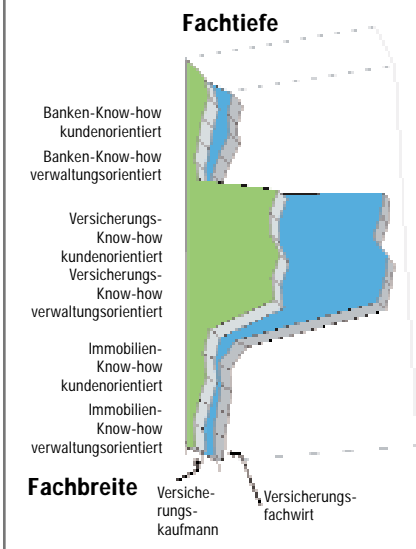 Fachtiefe
Banken-Know-how
kundenorientiert
Banken-Know-how
verwaltungsorientiert
Versicherungs-
Know-how
kundenorientiert
Versicherungs-
Know-how
verwaltungsorientiert
Immobilien-
Know-how
kundenorientiert
Immobilien-
Know-how
verwaltungsorientiert
Fachbreite
Versiche-
rungs-
kaufmann
Versicherungs-
fachwirt